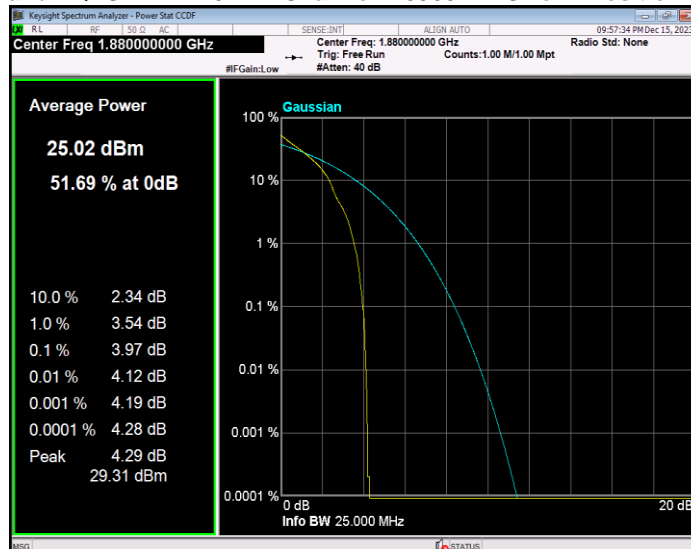 Keysight Spectrum Analyzer - Power Stat CCDF
RL RF 50 Ω AC SENSE:INT ALIGN AUTO 09:57:34 PM Dec 15, 2023
Center Freq 1.880000000 GHz
Center Freq: 1.880000000 GHz Radio Std: None
Trig: Free Run Counts:1.00 M/1.00 Mpt
#IFGain:Low #Atten: 40 dB
Average Power
25.02 dBm
51.69 % at 0dB
10.0 % 2.34 dB
1.0 % 3.54 dB
0.1 % 3.97 dB
0.01 % 4.12 dB
0.001 % 4.19 dB
0.0001 % 4.28 dB
Peak 4.29 dB
29.31 dBm
Gaussian
100 %
10 %
1 %
0.1 %
0.01 %
0.001 %
0.0001 %
0 dB 20 dB
Info BW 25.000 MHz
MSG STATUS